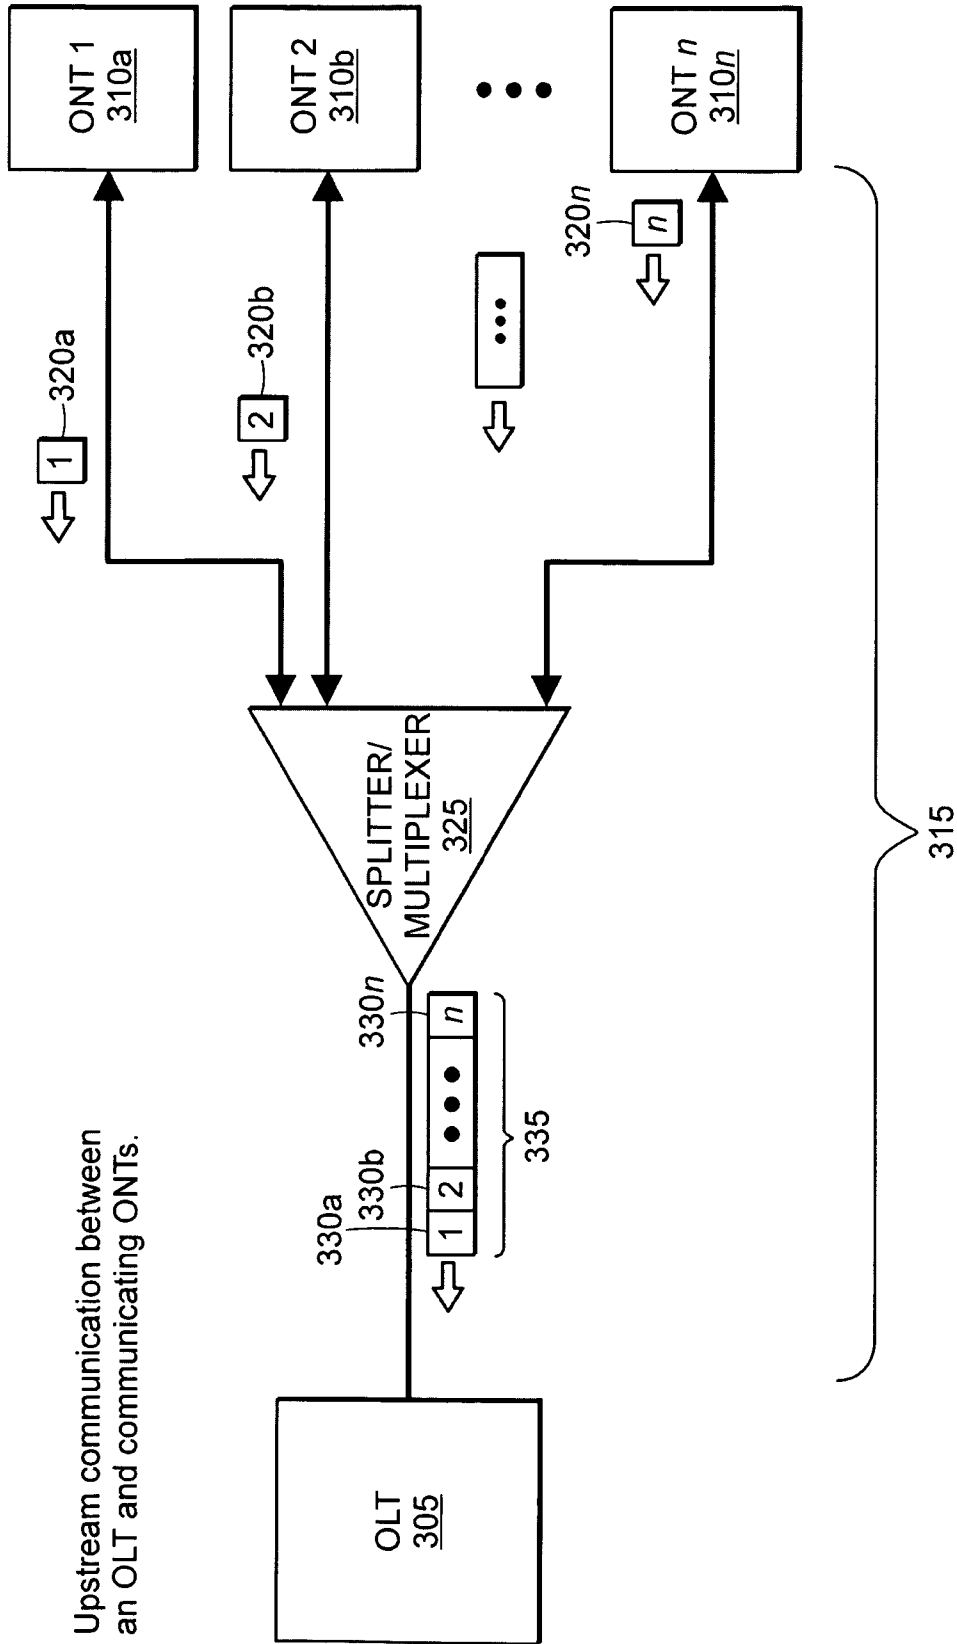 Upstream communication between
an OLT and communicating ONTs.
OLT
305
330a
330b
330n
1
2
n
335
SPLITTER/
MULTIPLEXER
325
1
320a
2
320b
320n
n
ONT 1
310a
ONT 2
310b
ONT n
310n
315